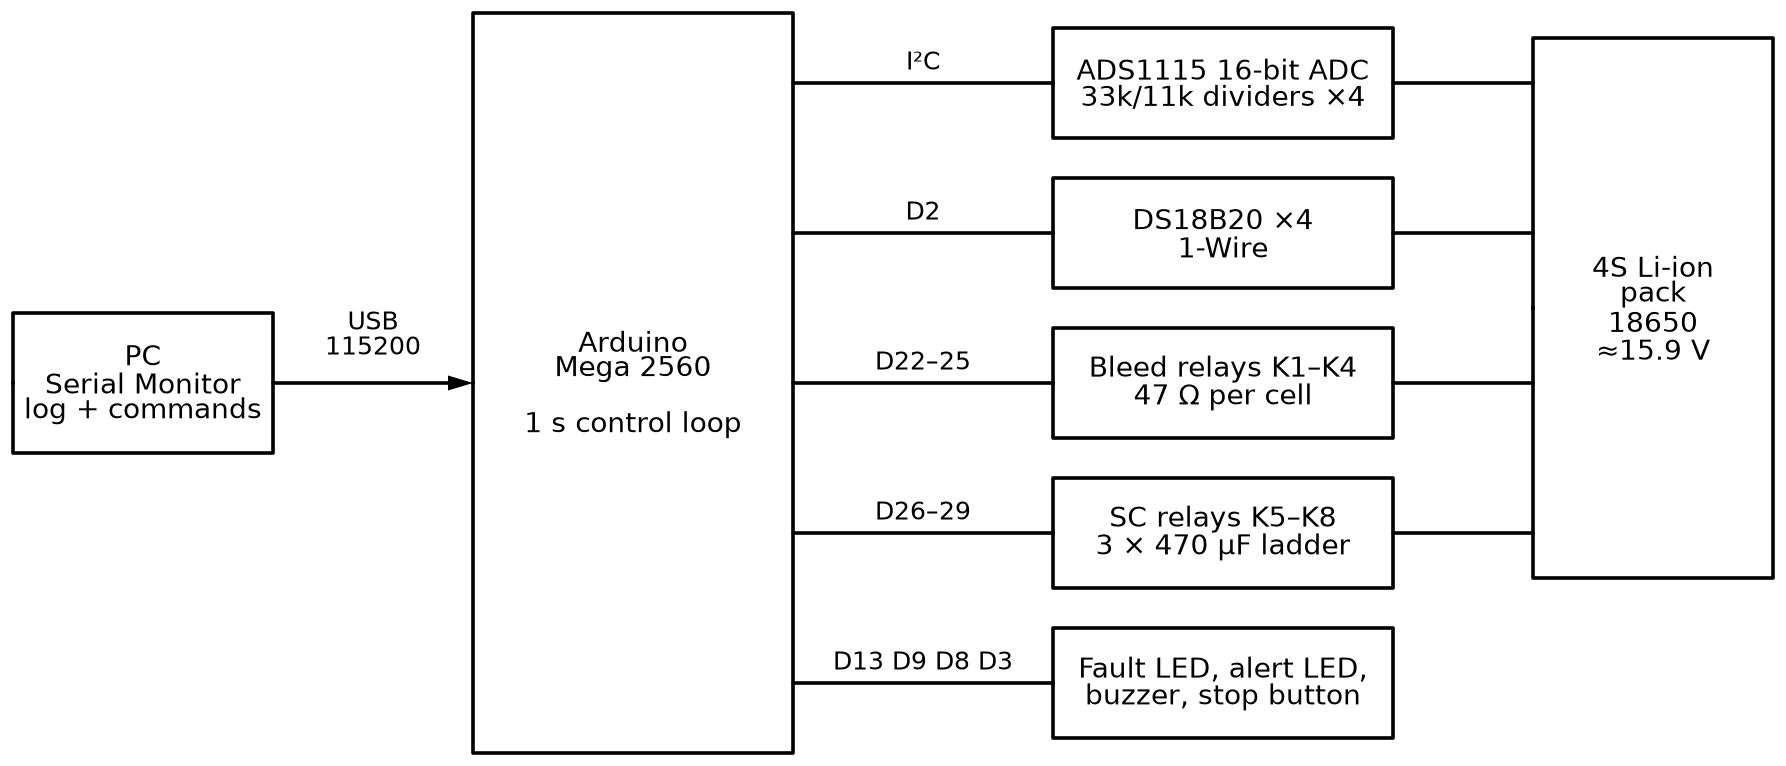 PC
Serial Monitor
log + commands
USB
115200
Arduino
Mega 2560
1 s control loop
I²C
ADS1115 16-bit ADC
33k/11k dividers ×4
D2
DS18B20 ×4
1-Wire
D22–25
Bleed relays K1–K4
47 Ω per cell
D26–29
SC relays K5–K8
3 × 470 µF ladder
D13 D9 D8 D3
Fault LED, alert LED,
buzzer, stop button
4S Li-ion
pack
18650
≈15.9 V